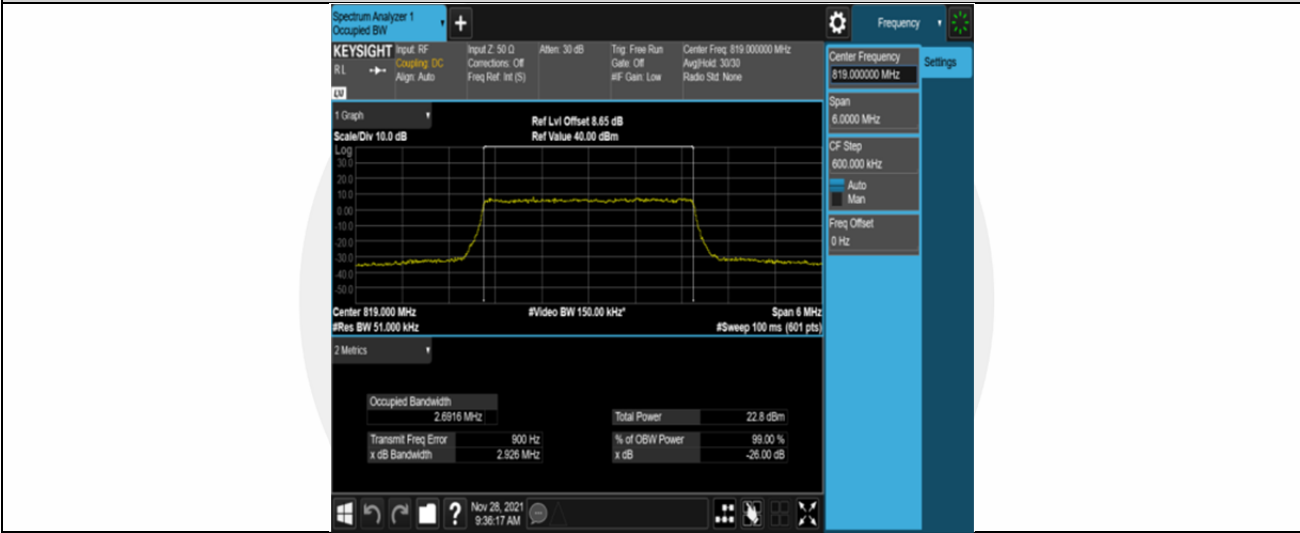 Spectrum Analyzer 1
Occupied BW
+
Frequency
KEYSIGHT
R L
Input: RF
Coupling: DC
Align: Auto
Input Z: 50 Ω
Corrections: Off
Freq Ref: Int (S)
Atten: 30 dB
Trig: Free Run
Gate: Off
#IF Gain: Low
Center Freq: 819.000000 MHz
Avg|Hold: 30/30
Radio Std: None
Center Frequency
819.000000 MHz
Settings
Span
6.0000 MHz
CF Step
600.000 kHz
Auto
Man
Freq Offset
0 Hz
1 Graph
Scale/Div 10.0 dB
Ref Lvl Offset 8.65 dB
Ref Value 40.00 dBm
Log
30.0
20.0
10.0
0.00
-10.0
-20.0
-30.0
-40.0
-50.0
Center 819.000 MHz
#Res BW 51.000 kHz
#Video BW 150.00 kHz*
Span 6 MHz
#Sweep 100 ms (601 pts)
2 Metrics
Occupied Bandwidth
2.6916 MHz
Total Power 22.8 dBm
Transmit Freq Error 900 Hz
% of OBW Power 99.00 %
x dB Bandwidth 2.926 MHz
x dB -26.00 dB
?
Nov 28, 2021
9:36:17 AM